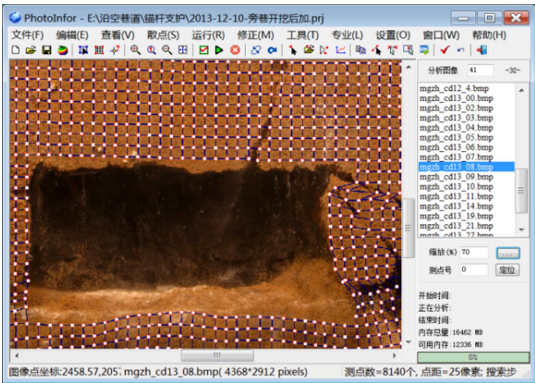 PhotoInfor - E:\沿空巷道\锚杆支护\2013-12-10-旁巷开挖后加.prj
文件(F) 编辑(E) 查看(V) 散点(S) 运行(R) 修正(M) 工具(T) 专业(L) 设置(O) 窗口(W) 帮助(H)
分析图像 41 -32-
mgzh_cd12_4.bmp
mgzh_cd13_00.bmp
mgzh_cd13_02.bmp
mgzh_cd13_03.bmp
mgzh_cd13_04.bmp
mgzh_cd13_05.bmp
mgzh_cd13_06.bmp
mgzh_cd13_07.bmp
mgzh_cd13_08.bmp
mgzh_cd13_09.bmp
mgzh_cd13_10.bmp
mgzh_cd13_11.bmp
mgzh_cd13_14.bmp
mgzh_cd13_19.bmp
mgzh_cd13_21.bmp
mgzh_cd13_27.bmp
缩放(%) 70 ...
测点号 0 定位
开始时间:
正在分析:
结束时间:
内存总量:16462 MB
可用内存:12336 MB
0%
图像点坐标:2458.57,205 mgzh_cd13_08.bmp( 4368*2912 pixels) 测点数=8140个, 点距=25像素; 搜索步